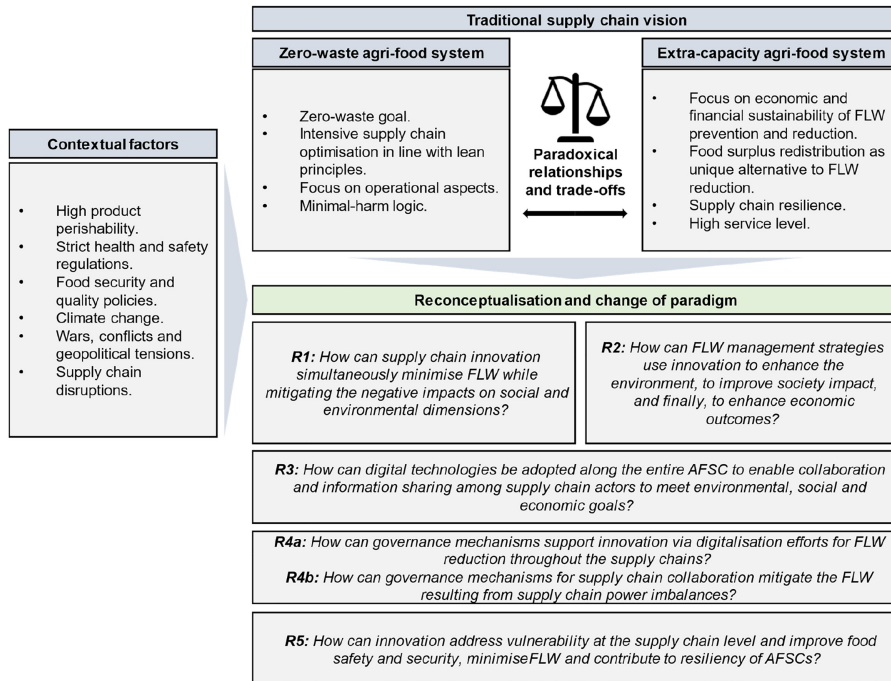 Traditional supply chain vision
Zero-waste agri-food system
Extra-capacity agri-food system
• Zero-waste goal.
• Intensive supply chain
optimisation in line with lean
principles.
• Focus on operational aspects.
• Minimal-harm logic.
Paradoxical
relationships
and trade-offs
• Focus on economic and
financial sustainability of FLW
prevention and reduction.
• Food surplus redistribution as
unique alternative to FLW
reduction.
• Supply chain resilience.
• High service level.
Contextual factors
• High product
perishability.
• Strict health and safety
regulations.
• Food security and
quality policies.
• Climate change.
• Wars, conflicts and
geopolitical tensions.
• Supply chain
disruptions.
Reconceptualisation and change of paradigm
R1: How can supply chain innovation
simultaneously minimise FLW while
mitigating the negative impacts on social and
environmental dimensions?
R2: How can FLW management strategies
use innovation to enhance the
environment, to improve society impact,
and finally, to enhance economic
outcomes?
R3: How can digital technologies be adopted along the entire AFSC to enable collaboration
and information sharing among supply chain actors to meet environmental, social and
economic goals?
R4a: How can governance mechanisms support innovation via digitalisation efforts for FLW
reduction throughout the supply chains?
R4b: How can governance mechanisms for supply chain collaboration mitigate the FLW
resulting from supply chain power imbalances?
R5: How can innovation address vulnerability at the supply chain level and improve food
safety and security, minimiseFLW and contribute to resiliency of AFSCs?